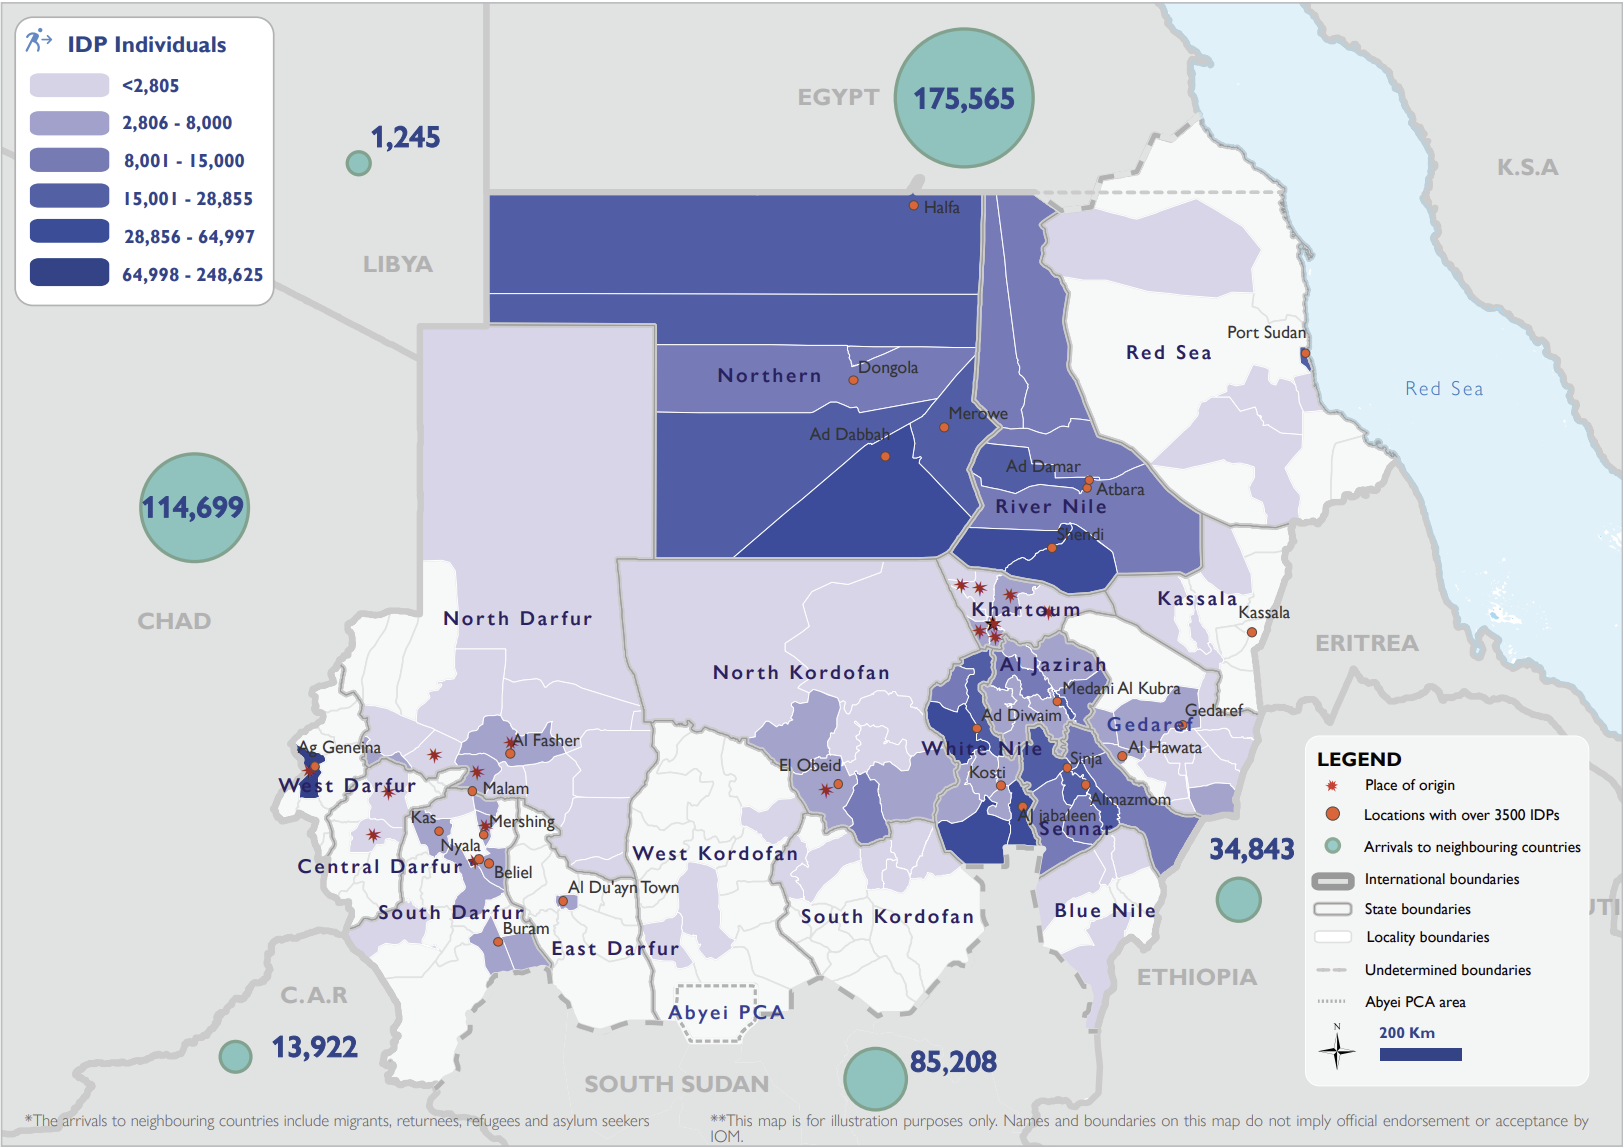 IDP Individuals
<2,805
2,806 - 8,000
8,001 - 15,000
15,001 - 28,855
28,856 - 64,997
64,998 - 248,625
EGYPT
175,565
1,245
LIBYA
K.S.A
Halfa
Port Sudan
Red Sea
Red Sea
Northern
Dongola
Merowe
Ad Dabbah
Ad Damar
Atbara
River Nile
Shendi
114,699
CHAD
North Darfur
Khartoum
Kassala
Kassala
ERITREA
North Kordofan
Al Jazirah
Medani Al Kubra
Gedaref
Ad Diwaim
Gedaref
White Nile
Al Hawata
Ag Geneina
Al Fasher
West Darfur
Malam
El Obeid
Kosti
Sinja
Almazmom
Aj jabaleen
Sennar
Kas
Mershing
Nyala
Beliel
Central Darfur
West Kordofan
Al Du'ayn Town
South Darfur
Buram
East Darfur
South Kordofan
Blue Nile
34,843
ETHIOPIA
Abyei PCA
C.A.R
13,922
SOUTH SUDAN
85,208
LEGEND
Place of origin
Locations with over 3500 IDPs
Arrivals to neighbouring countries
International boundaries
State boundaries
Locality boundaries
Undetermined boundaries
Abyei PCA area
N
200 Km
*The arrivals to neighbouring countries include migrants, returnees, refugees and asylum seekers
**This map is for illustration purposes only. Names and boundaries on this map do not imply official endorsement or acceptance by
IOM.